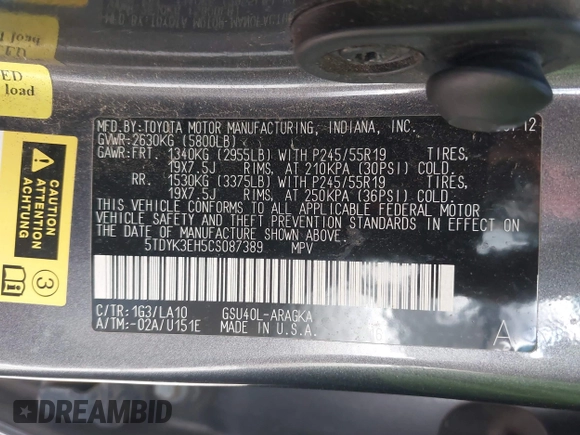 load
ED
load
CAUTION
ATTENTION
ACHTUNG
MFD.BY:TOYOTA MOTOR MANUFACTURING, INDIANA, INC. 12
GVWR:2630KG (5800LB)
GAWR:FRT. 1340KG (2955LB) WITH P245/55R19 TIRES,
19X7.5J RIMS, AT 210KPA (30PSI) COLD.
RR. 1530KG (3375LB) WITH P245/55R19 TIRES,
19X7.5J RIMS, AT 250KPA (36PSI) COLD.
THIS VEHICLE CONFORMS TO ALL APPLICABLE FEDERAL MOTOR
VEHICLE SAFETY AND THEFT PREVENTION STANDARDS IN EFFECT ON
THE DATE OF MANUFACTURE SHOWN ABOVE.
5TDYK3EH5CS087389 MPV
C/TR:1G3/LA10 GSU40L-ARAGKA
A/TM:-02A/U151E MADE IN U.S.A.
A
DREAMBID